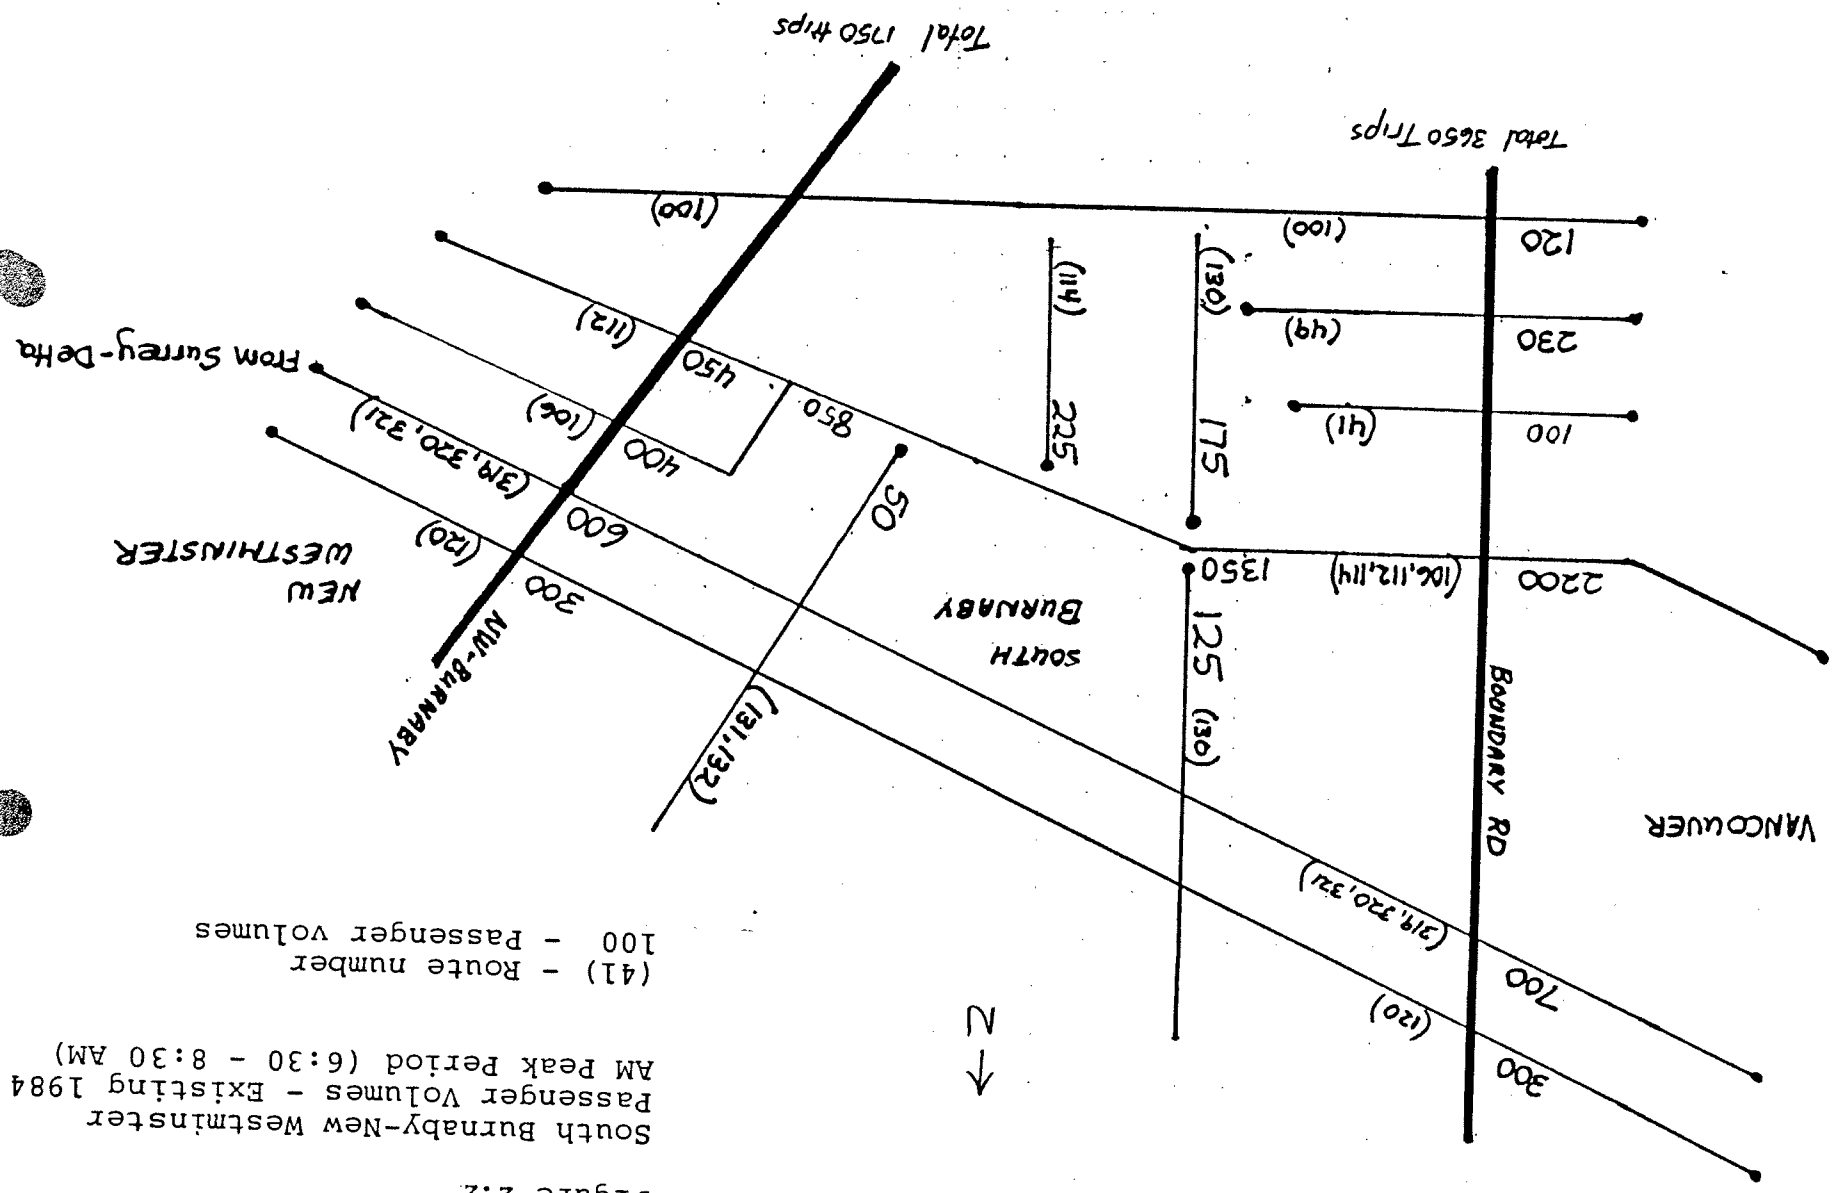 Figure 2.2
South Burnaby-New Westminster
Passenger Volumes - Existing 1984
AM Peak Period (6:30 - 8:30 AM)
(41) - Route number
100 - Passenger volumes
N
300
(120)
700
(319, 320, 321)
VANCOUVER
BOUNDARY RD
2200
(106, 112, 114)
1350
125 (130)
SOUTH
BURNABY
(131, 132)
50
NW-BURNABY
NEW
WESTMINSTER
300
(120)
600
(319, 320, 321)
From Surrey-Delta
400
(106)
850
450
(112)
100
(41)
230
(49)
120
(100)
175
(130)
225
(114)
(100)
Total 3650 Trips
Total 1750 trips